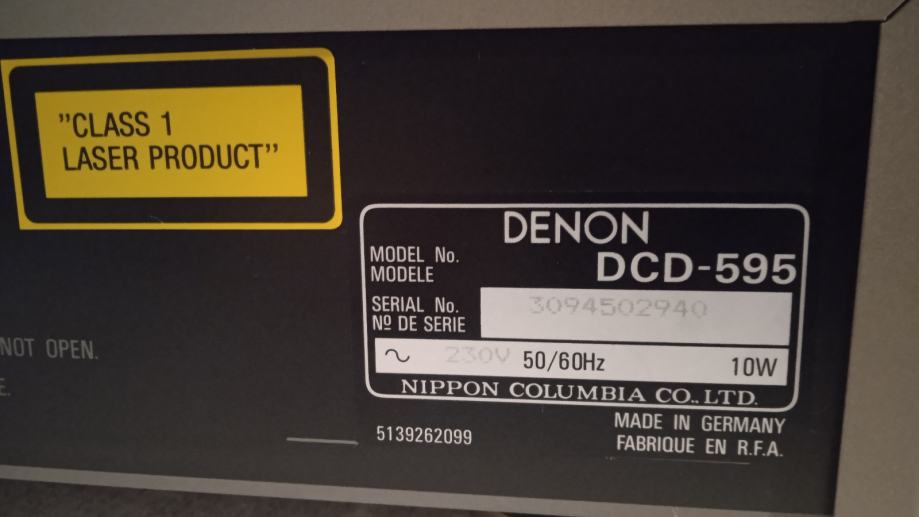 "CLASS 1
LASER PRODUCT"
DENON
MODEL No.
MODELE
DCD-595
SERIAL No.
Nº DE SERIE
3094502940
~ 230V 50/60Hz 10W
NIPPON COLUMBIA CO.,LTD.
NOT OPEN.
E.
5139262099
MADE IN GERMANY
FABRIQUE EN R.F.A.